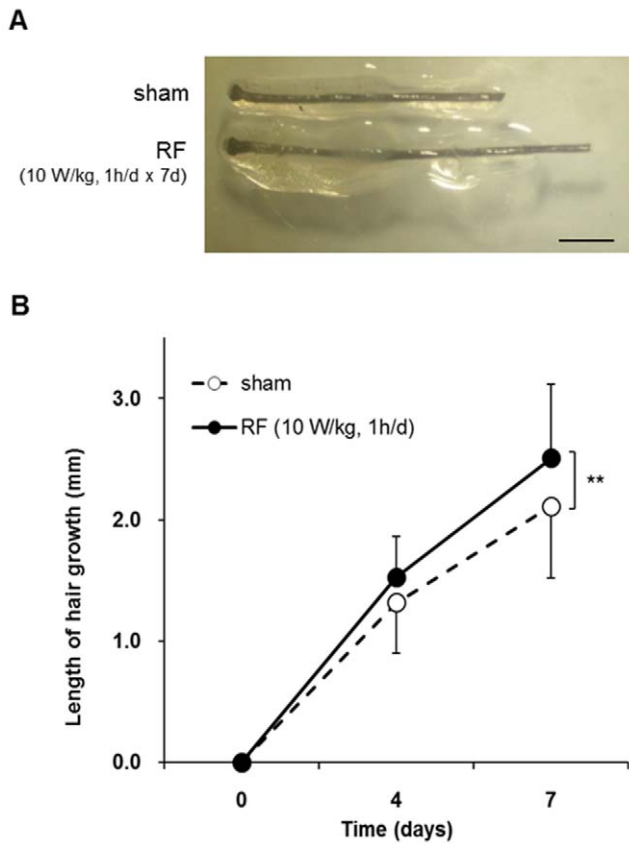 A
sham
RF
(10 W/kg, 1h/d x 7d)
B
sham
RF (10 W/kg, 1h/d)
3.0
2.0
1.0
0.0
**
0 4 7
Length of hair growth (mm)
Time (days)